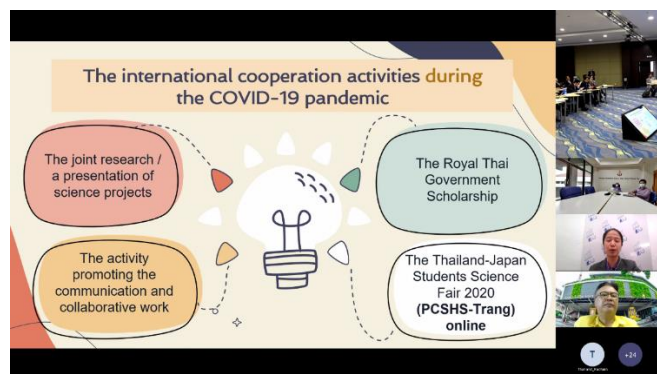 The international cooperation activities during
the COVID-19 pandemic
The joint research /
a presentation of
science projects
The Royal Thai
Government
Scholarship
The activity
promoting the
communication and
collaborative work
The Thailand-Japan
Students Science
Fair 2020
(PCSHS-Trang)
online
T
+24